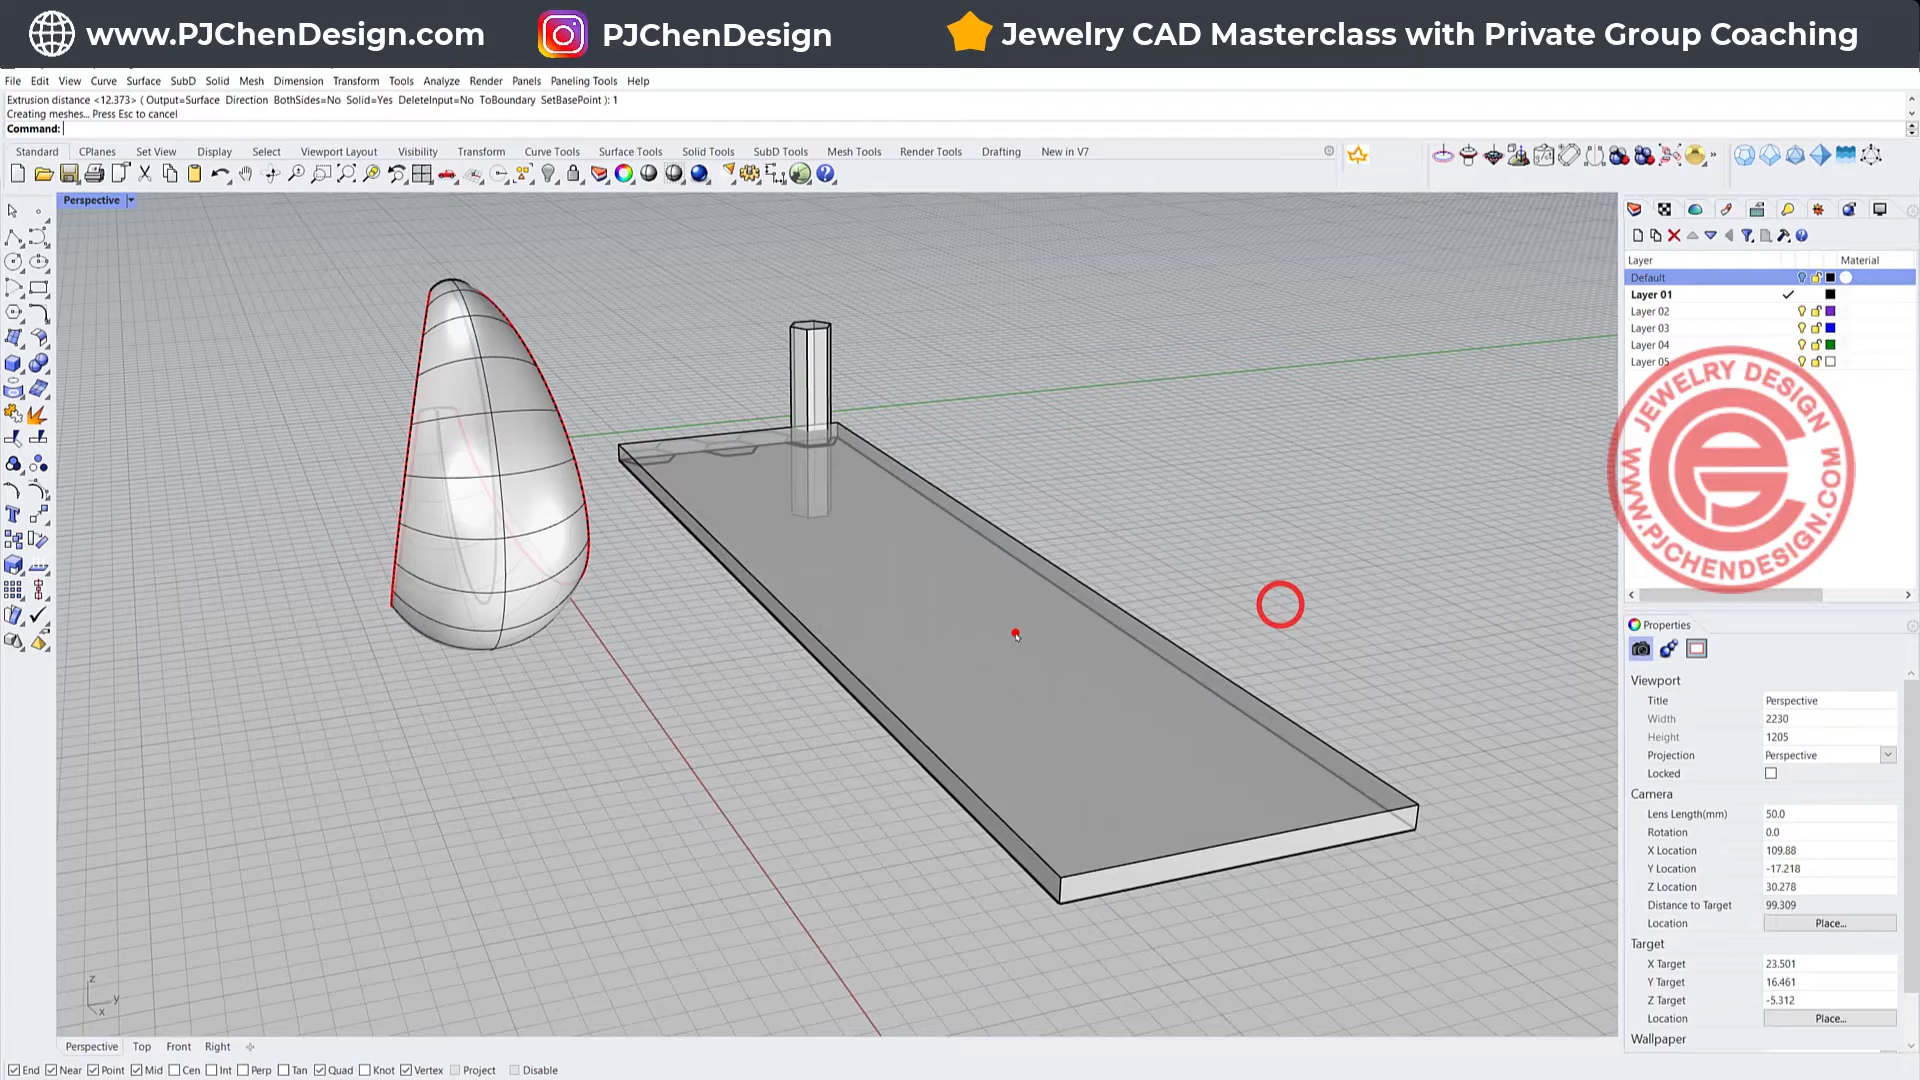 www.PJChenDesign.com PJChenDesign Jewelry CAD Masterclass with Private Group Coaching
File Edit View Curve Surface SubD Solid Mesh Dimension Transform Tools Analyze Render Panels Paneling Tools Help
Extrusion distance <12.373> ( Output=Surface Direction BothSides=No Solid=Yes DeleteInput=No ToBoundary SetBasePoint ): 1
Creating meshes... Press Esc to cancel
Command:
Standard CPlanes Set View Display Select Viewport Layout Visibility Transform Curve Tools Surface Tools Solid Tools SubD Tools Mesh Tools Render Tools Drafting New in V7
Perspective
Layer Material
Default
Layer 01
Layer 02
Layer 03
Layer 04
Layer 05
JEWELRY DESIGN
WWW.PJCHENDESIGN.COM
Properties
Viewport
Title Perspective
Width 2230
Height 1205
Projection Perspective
Locked
Camera
Lens Length(mm) 50.0
Rotation 0.0
X Location 109.88
Y Location -17.218
Z Location 30.278
Distance to Target 99.309
Location Place...
Target
X Target 23.501
Y Target 16.461
Z Target -5.312
Location Place...
Wallpaper
z
y
x
Perspective Top Front Right
End Near Point Mid Cen Int Perp Tan Quad Knot Vertex Project Disable